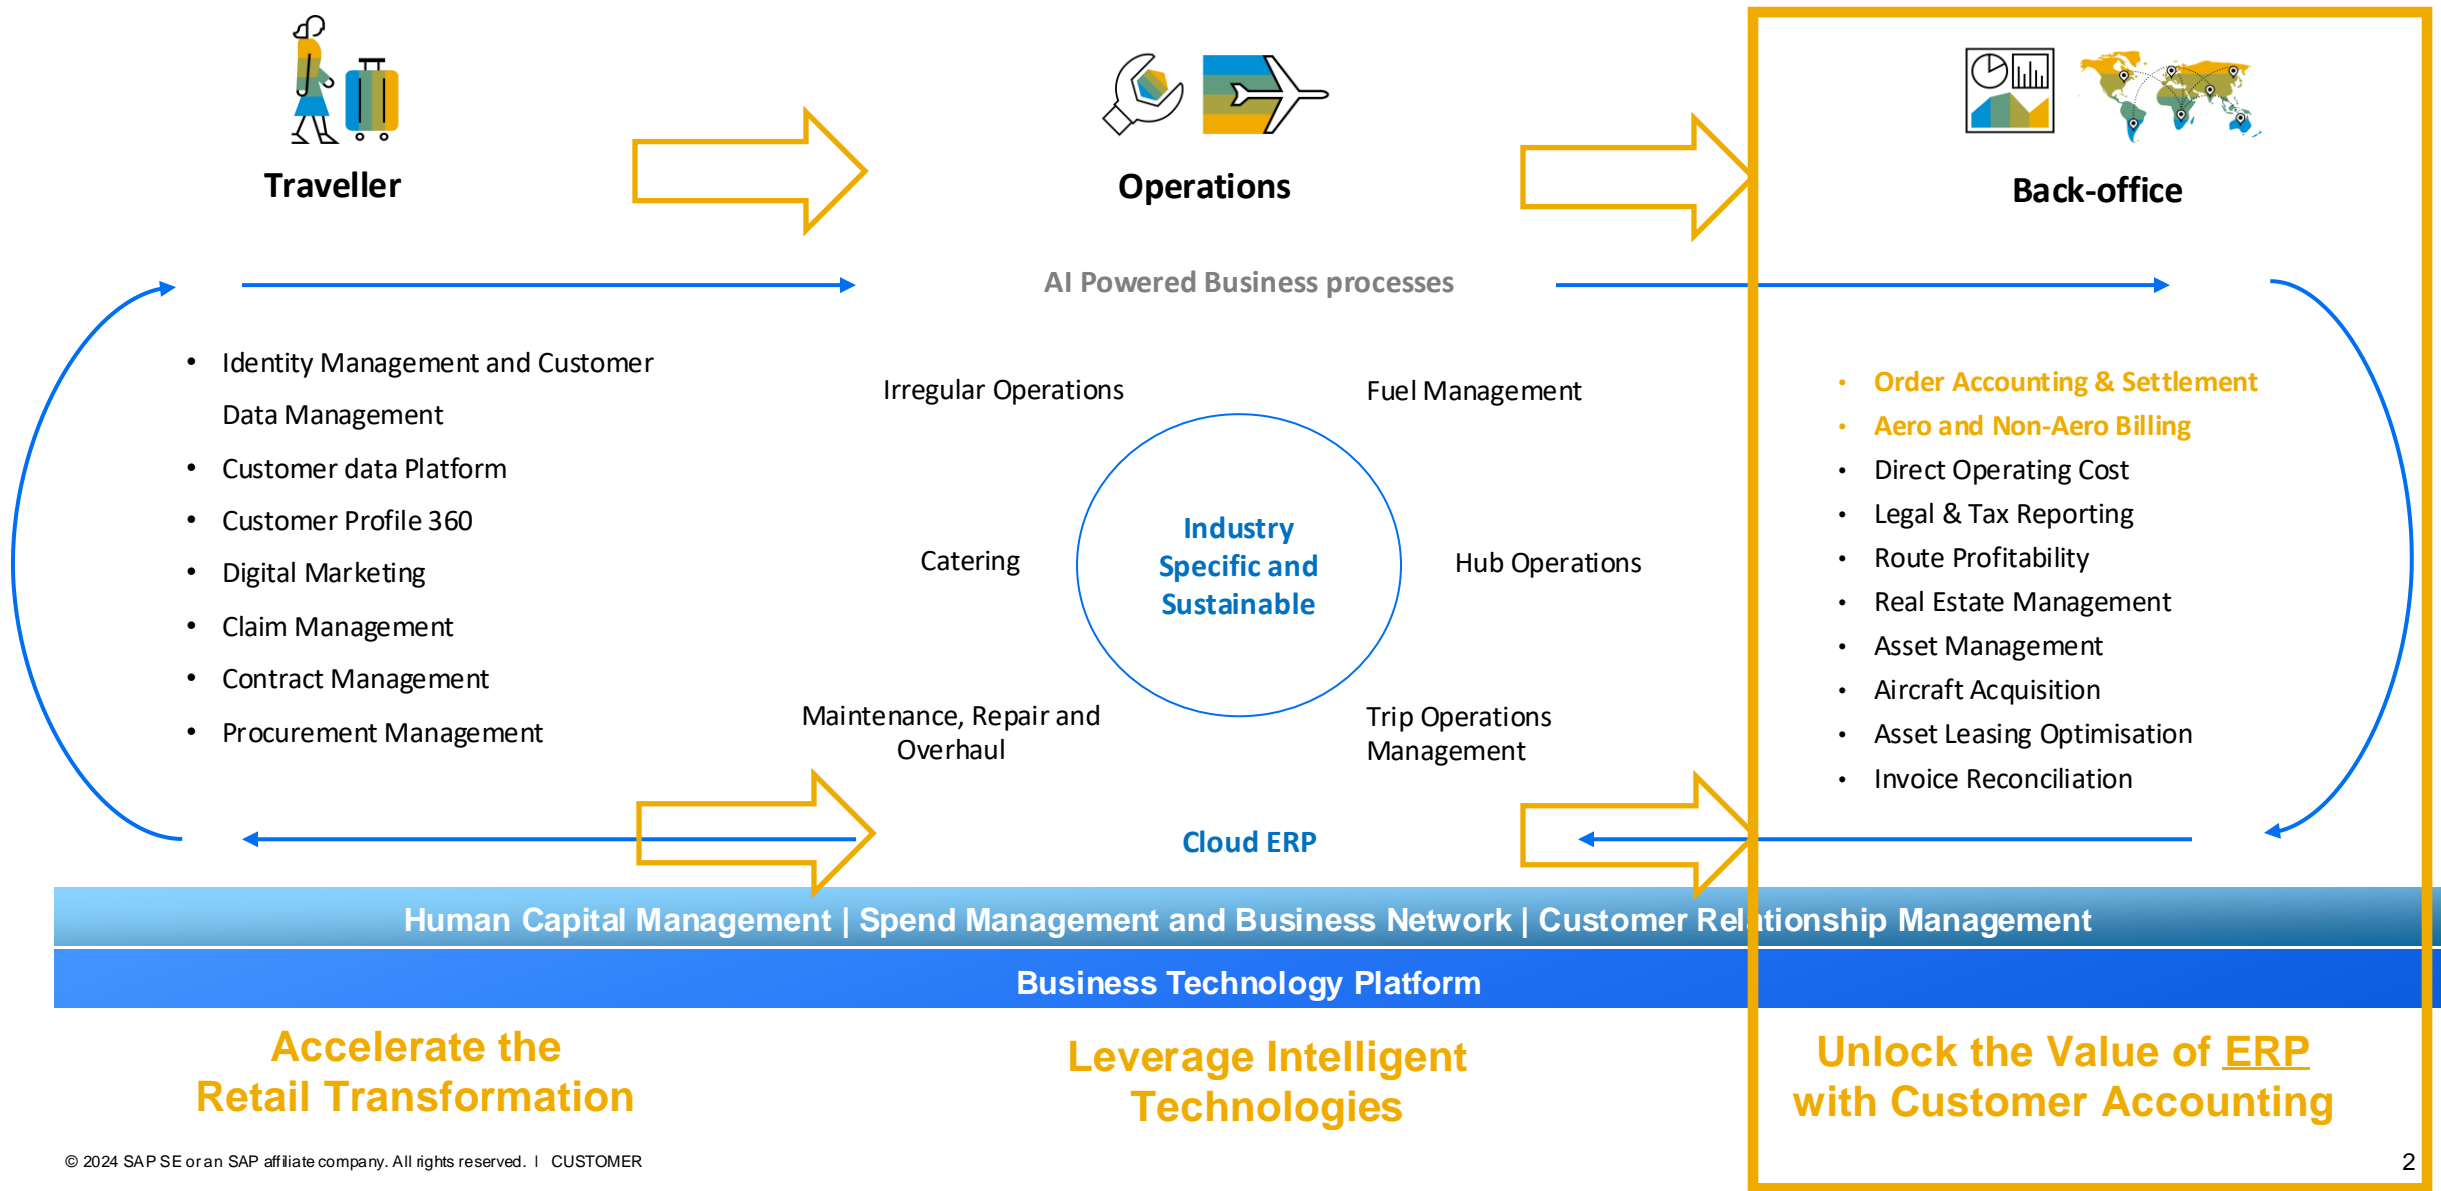 Traveller
Operations
Back-office
AI Powered Business processes
• Identity Management and Customer
Data Management
• Customer data Platform
• Customer Profile 360
• Digital Marketing
• Claim Management
• Contract Management
• Procurement Management
Irregular Operations
Fuel Management
Catering
Industry
Specific and
Sustainable
Hub Operations
Maintenance, Repair and
Overhaul
Trip Operations
Management
Cloud ERP
• Order Accounting & Settlement
• Aero and Non-Aero Billing
• Direct Operating Cost
• Legal & Tax Reporting
• Route Profitability
• Real Estate Management
• Asset Management
• Aircraft Acquisition
• Asset Leasing Optimisation
• Invoice Reconciliation
Human Capital Management | Spend Management and Business Network | Customer Relationship Management
Business Technology Platform
Accelerate the
Retail Transformation
Leverage Intelligent
Technologies
Unlock the Value of ERP
with Customer Accounting
© 2024 SAP SE or an SAP affiliate company. All rights reserved. | CUSTOMER
2